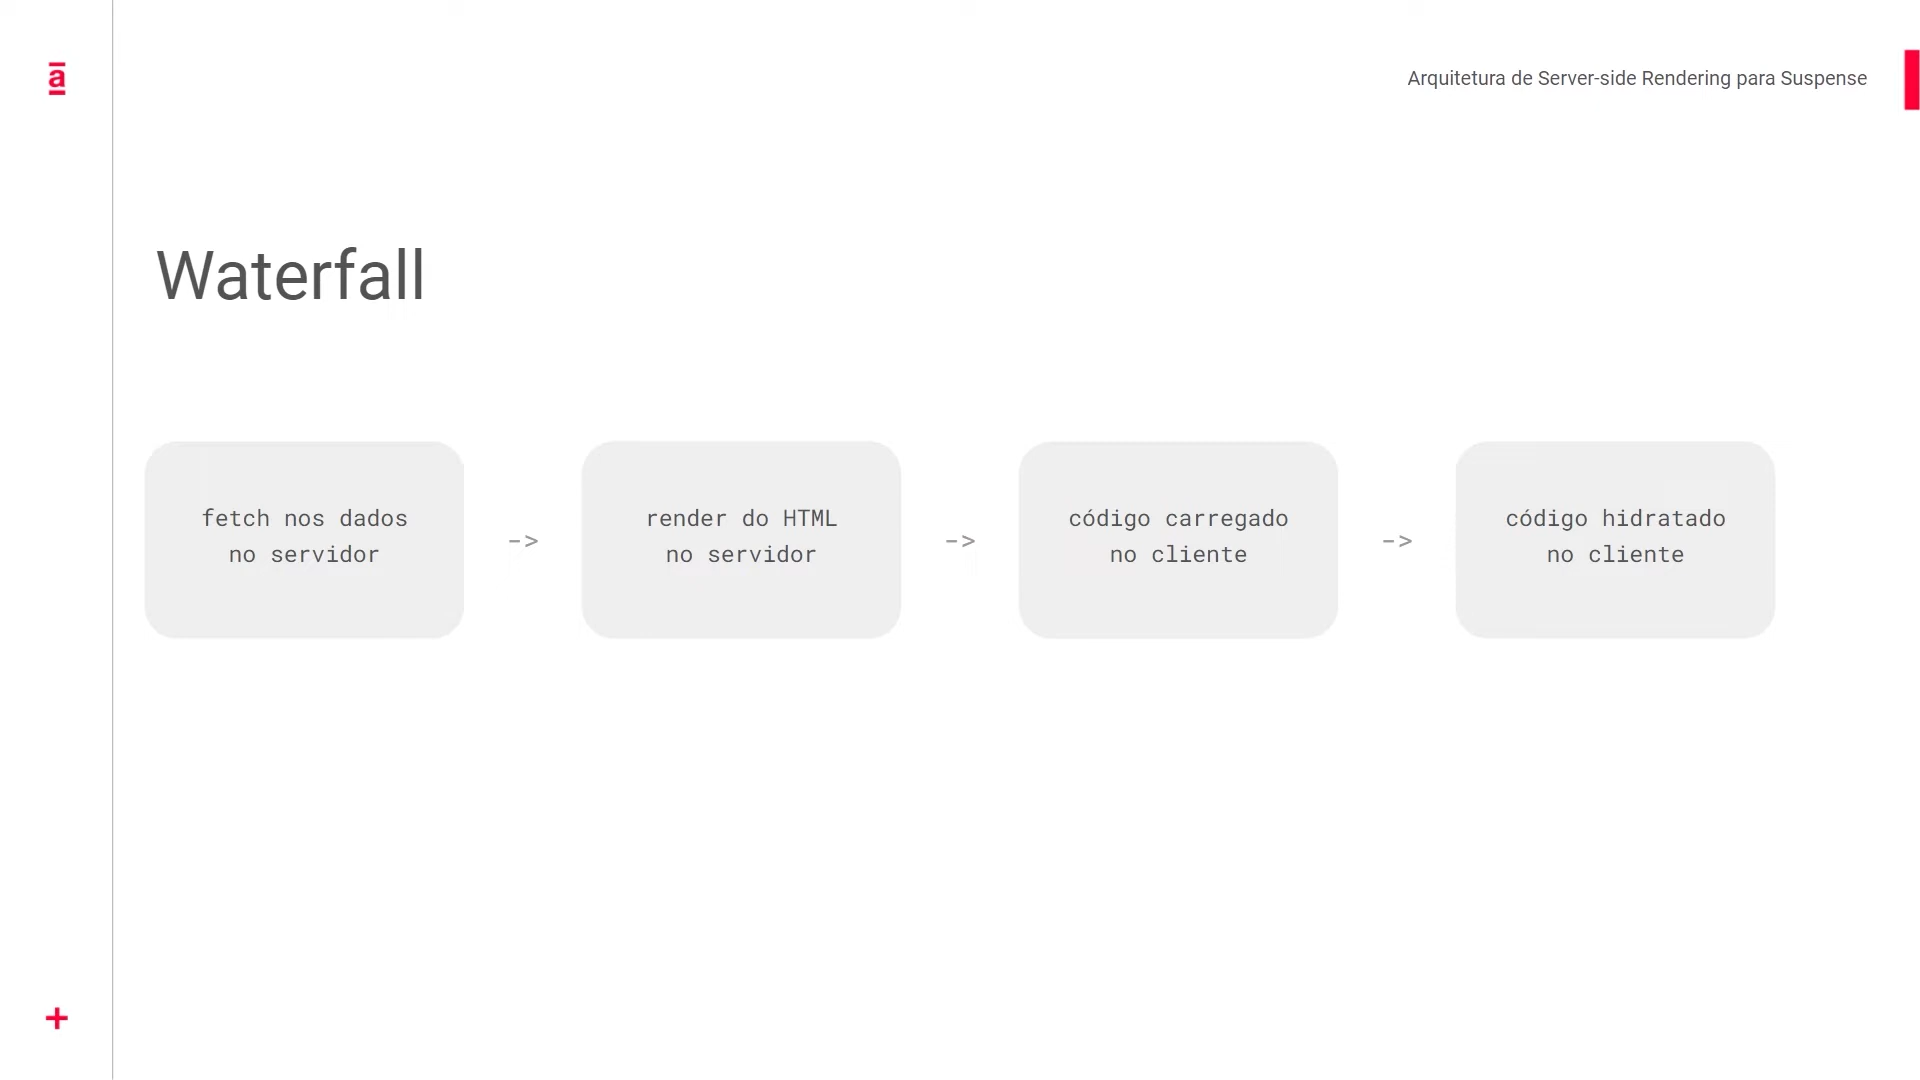 a
Arquitetura de Server-side Rendering para Suspense
Waterfall
fetch nos dados
no servidor
->
render do HTML
no servidor
->
código carregado
no cliente
->
código hidratado
no cliente
+